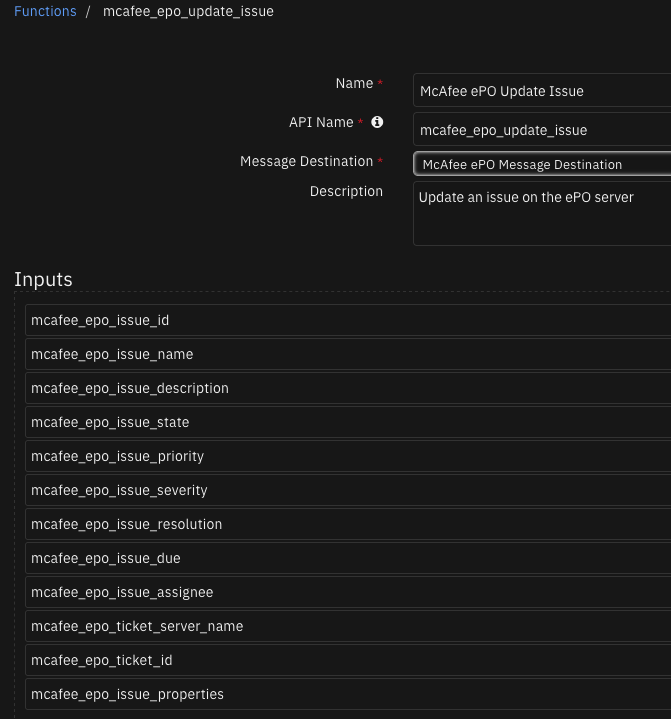 Functions / mcafee_epo_update_issue
Name * McAfee ePO Update Issue
API Name * mcafee_epo_update_issue
Message Destination * McAfee ePO Message Destination
Description Update an issue on the ePO server
Inputs
mcafee_epo_issue_id
mcafee_epo_issue_name
mcafee_epo_issue_description
mcafee_epo_issue_state
mcafee_epo_issue_priority
mcafee_epo_issue_severity
mcafee_epo_issue_resolution
mcafee_epo_issue_due
mcafee_epo_issue_assignee
mcafee_epo_ticket_server_name
mcafee_epo_ticket_id
mcafee_epo_issue_properties